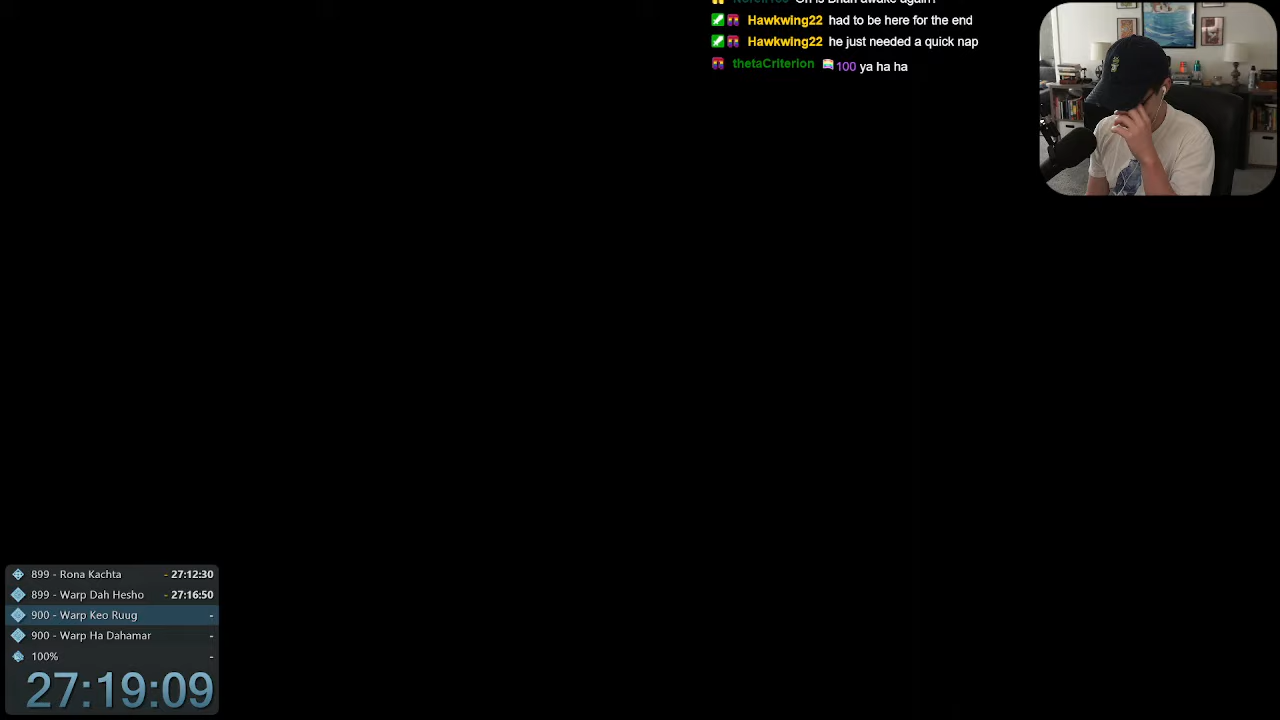 Hawkwing22 had to be here for the end
Hawkwing22 he just needed a quick nap
thetaCriterion 100 ya ha ha
899 - Rona Kachta - 27:12:30
899 - Warp Dah Hesho - 27:16:50
900 - Warp Keo Ruug -
900 - Warp Ha Dahamar -
100% -
27:19:09